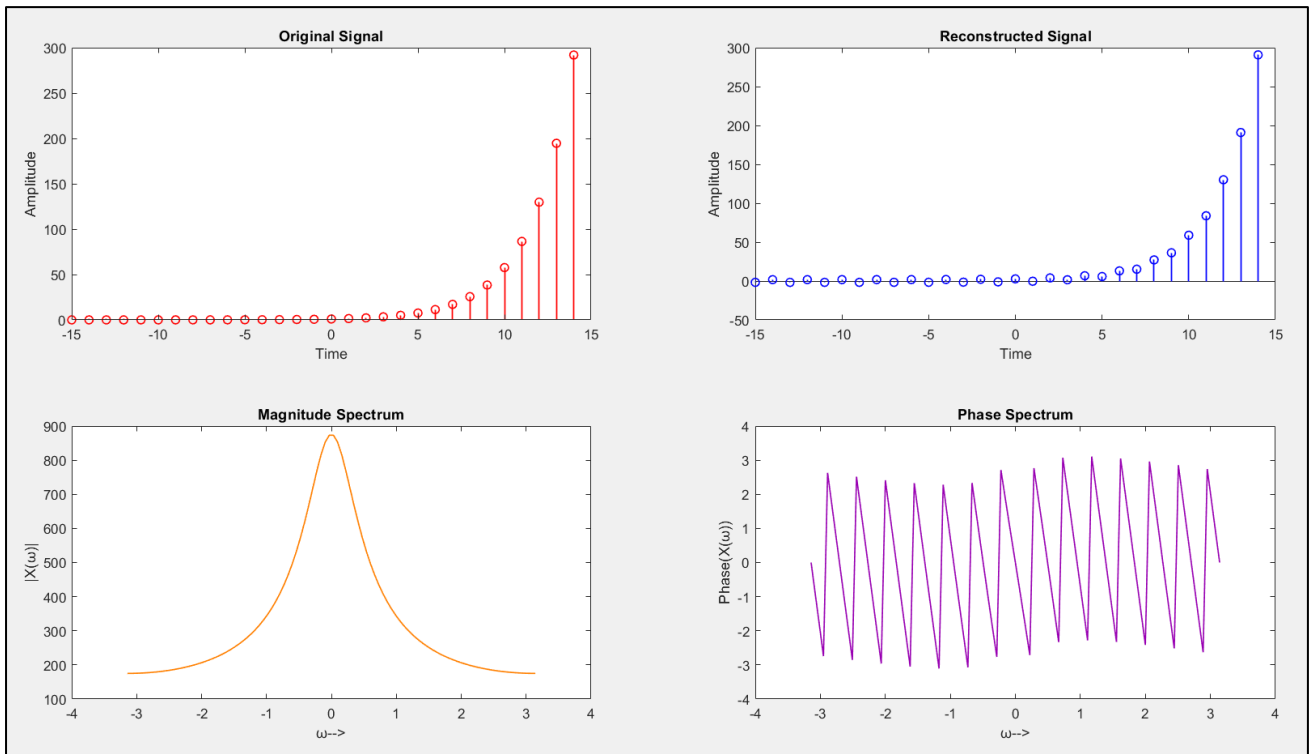 Original Signal
300
250
200
150
100
50
0
Amplitude
-15 -10 -5 0 5 10 15
Time
Reconstructed Signal
300
250
200
150
100
50
0
-50
Amplitude
-15 -10 -5 0 5 10 15
Time
Magnitude Spectrum
900
800
700
600
500
400
300
200
100
|X(ω)|
-4 -3 -2 -1 0 1 2 3 4
ω-->
Phase Spectrum
4
3
2
1
0
-1
-2
-3
-4
Phase(X(ω))
-4 -3 -2 -1 0 1 2 3 4
ω-->